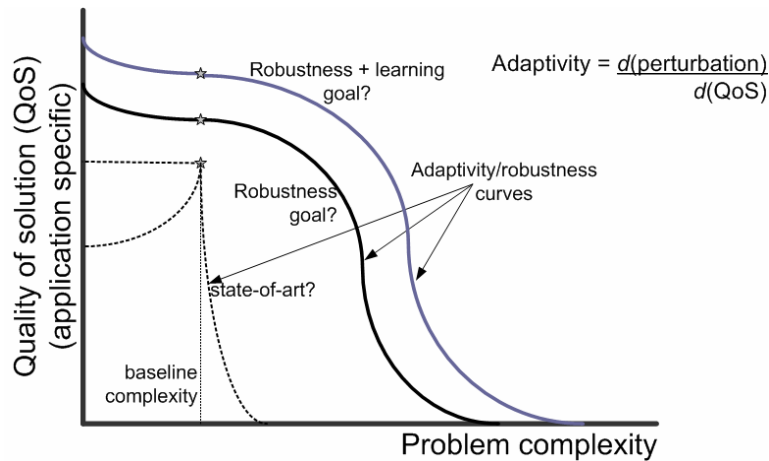 Quality of solution (QoS)
(application specific)
Robustness + learning
goal?
Adaptivity = d(perturbation)
d(QoS)
Robustness
goal?
Adaptivity/robustness
curves
state-of-art?
baseline
complexity
Problem complexity